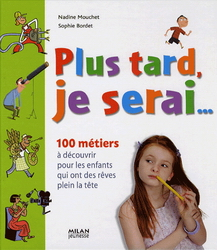 Nadine Mouchet
Sophie Bordet
Plus tard,
je serai...
100 métiers
à découvrir
pour les enfants
qui ont des rêves
plein la tête
MILAN
jeunesse